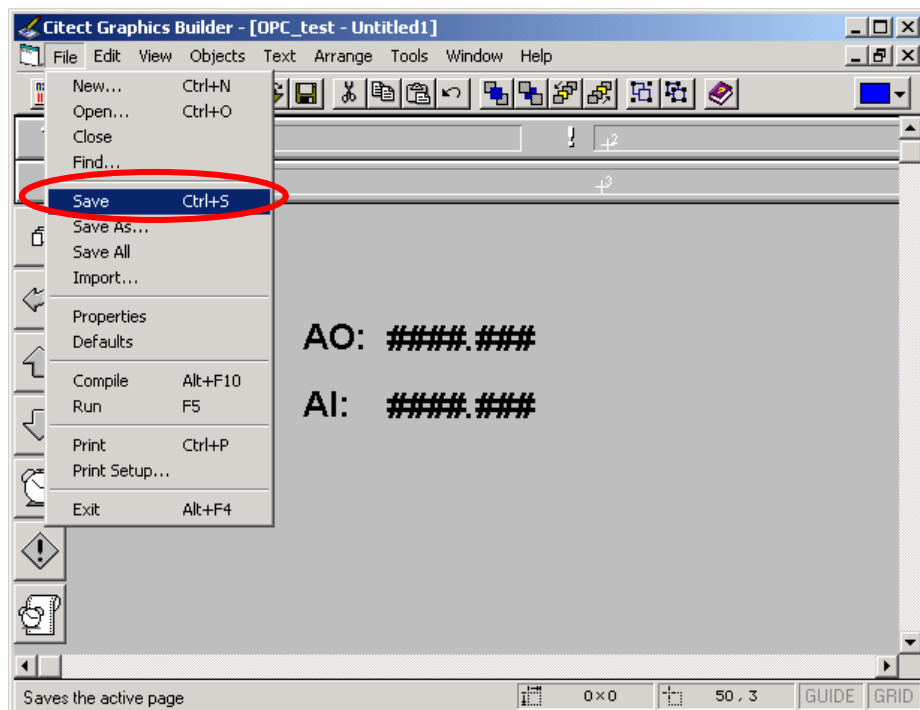 Citect Graphics Builder - [OPC_test - Untitled1]
File Edit View Objects Text Arrange Tools Window Help
New... Ctrl+N
Open... Ctrl+O
Close
Find...
Save Ctrl+S
Save As...
Save All
Import...
Properties
Defaults
Compile Alt+F10
Run F5
Print Ctrl+P
Print Setup...
Exit Alt+F4
2
3
AO: ####.###
AI: ####.###
Saves the active page 0×0 50 , 3 GUIDE GRID